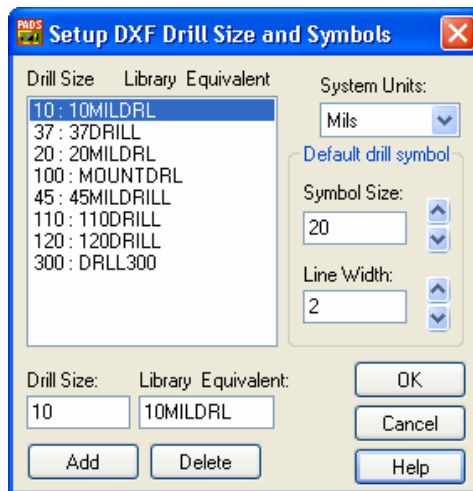 PADS Setup DXF Drill Size and Symbols
Drill Size Library Equivalent
10 : 10MILDRL
37 : 37DRILL
20 : 20MILDRL
100 : MOUNTDRL
45 : 45MILDRILL
110 : 110DRILL
120 : 120DRILL
300 : DRLL300
System Units:
Mils
Default drill symbol
Symbol Size:
20
Line Width:
2
Drill Size: Library Equivalent:
10 10MILDRL
Add Delete
OK
Cancel
Help